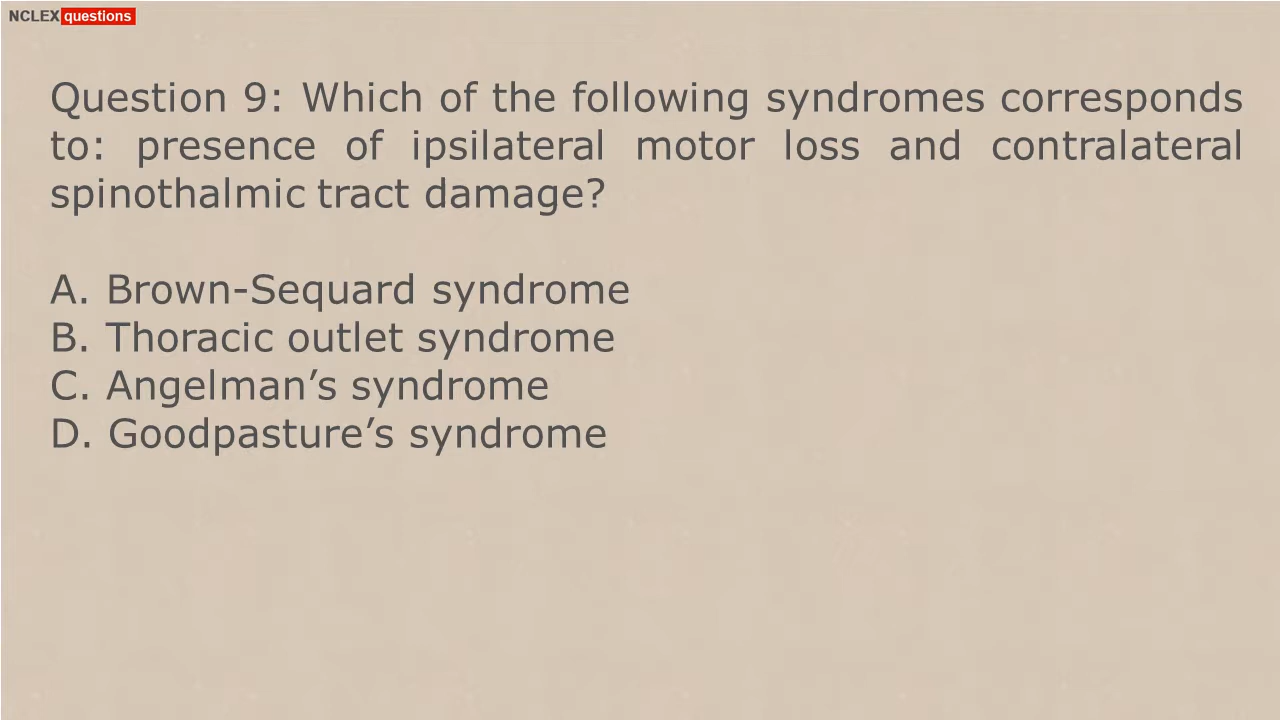 NCLEX questions
Question 9: Which of the following syndromes corresponds
to: presence of ipsilateral motor loss and contralateral
spinothalmic tract damage?
A. Brown-Sequard syndrome
B. Thoracic outlet syndrome
C. Angelman’s syndrome
D. Goodpasture’s syndrome